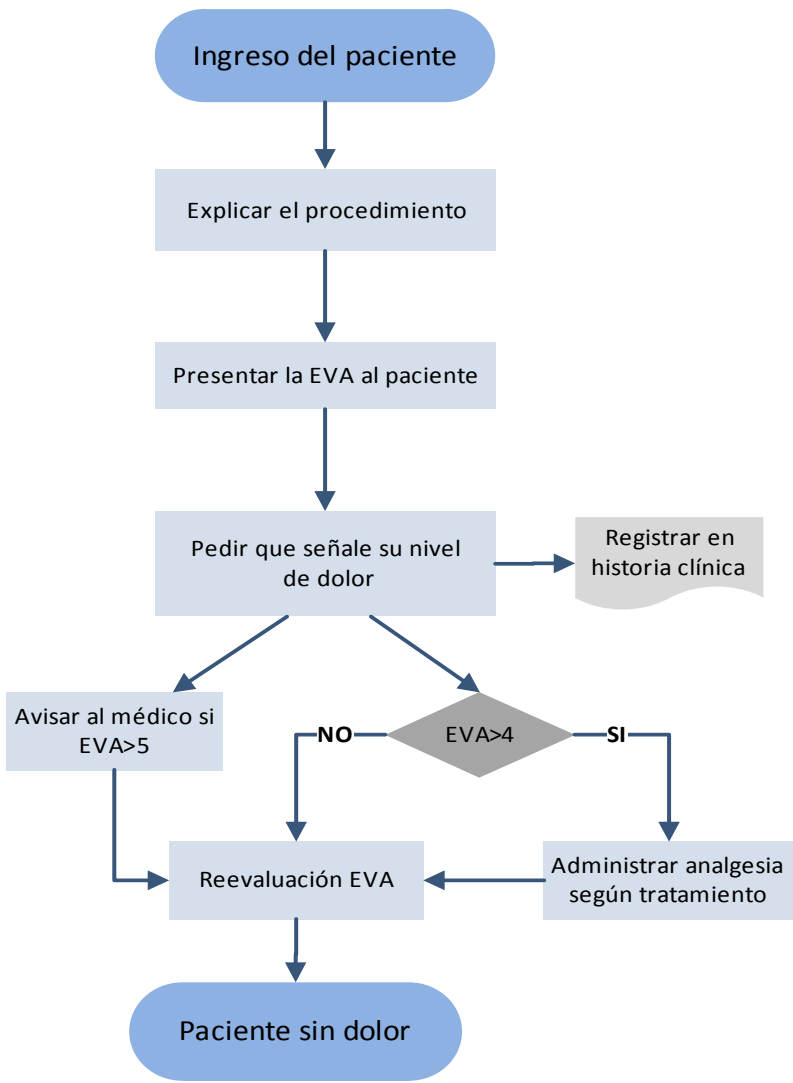 Ingreso del paciente
Explicar el procedimiento
Presentar la EVA al paciente
Pedir que señale su nivel
de dolor
Registrar en
historia clínica
Avisar al médico si
EVA>5
NO
EVA>4
SI
Reevaluación EVA
Administrar analgesia
según tratamiento
Paciente sin dolor